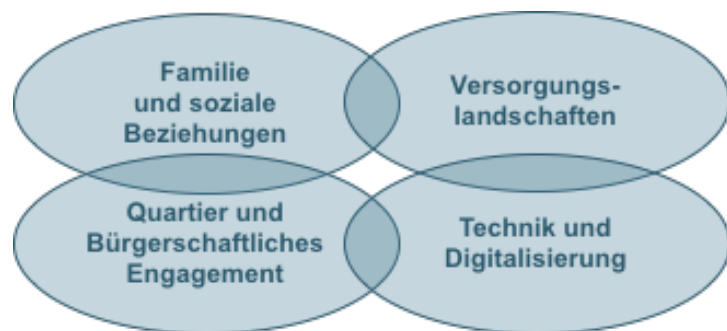 Familie
und soziale
Beziehungen
Versorgungs-
landschaften
Quartier und
Bürgerschaftliches
Engagement
Technik und
Digitalisierung